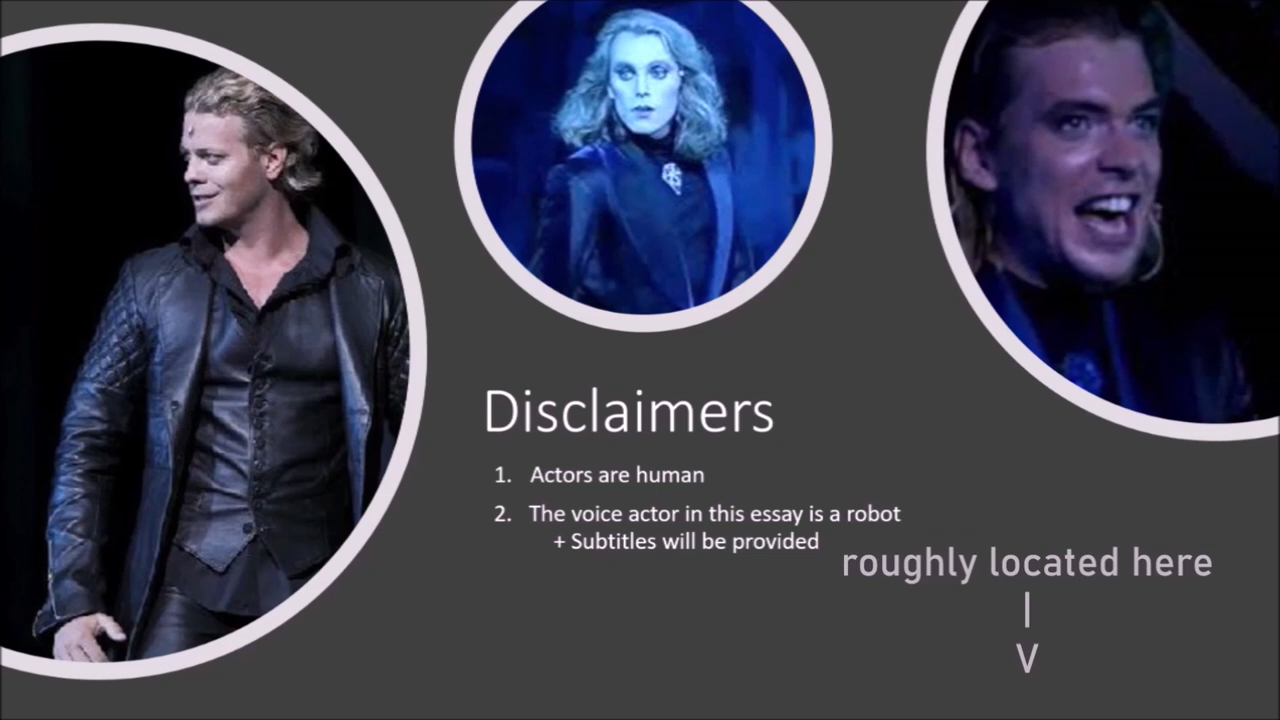 Disclaimers
1. Actors are human
2. The voice actor in this essay is a robot
+ Subtitles will be provided
roughly located here
|
V